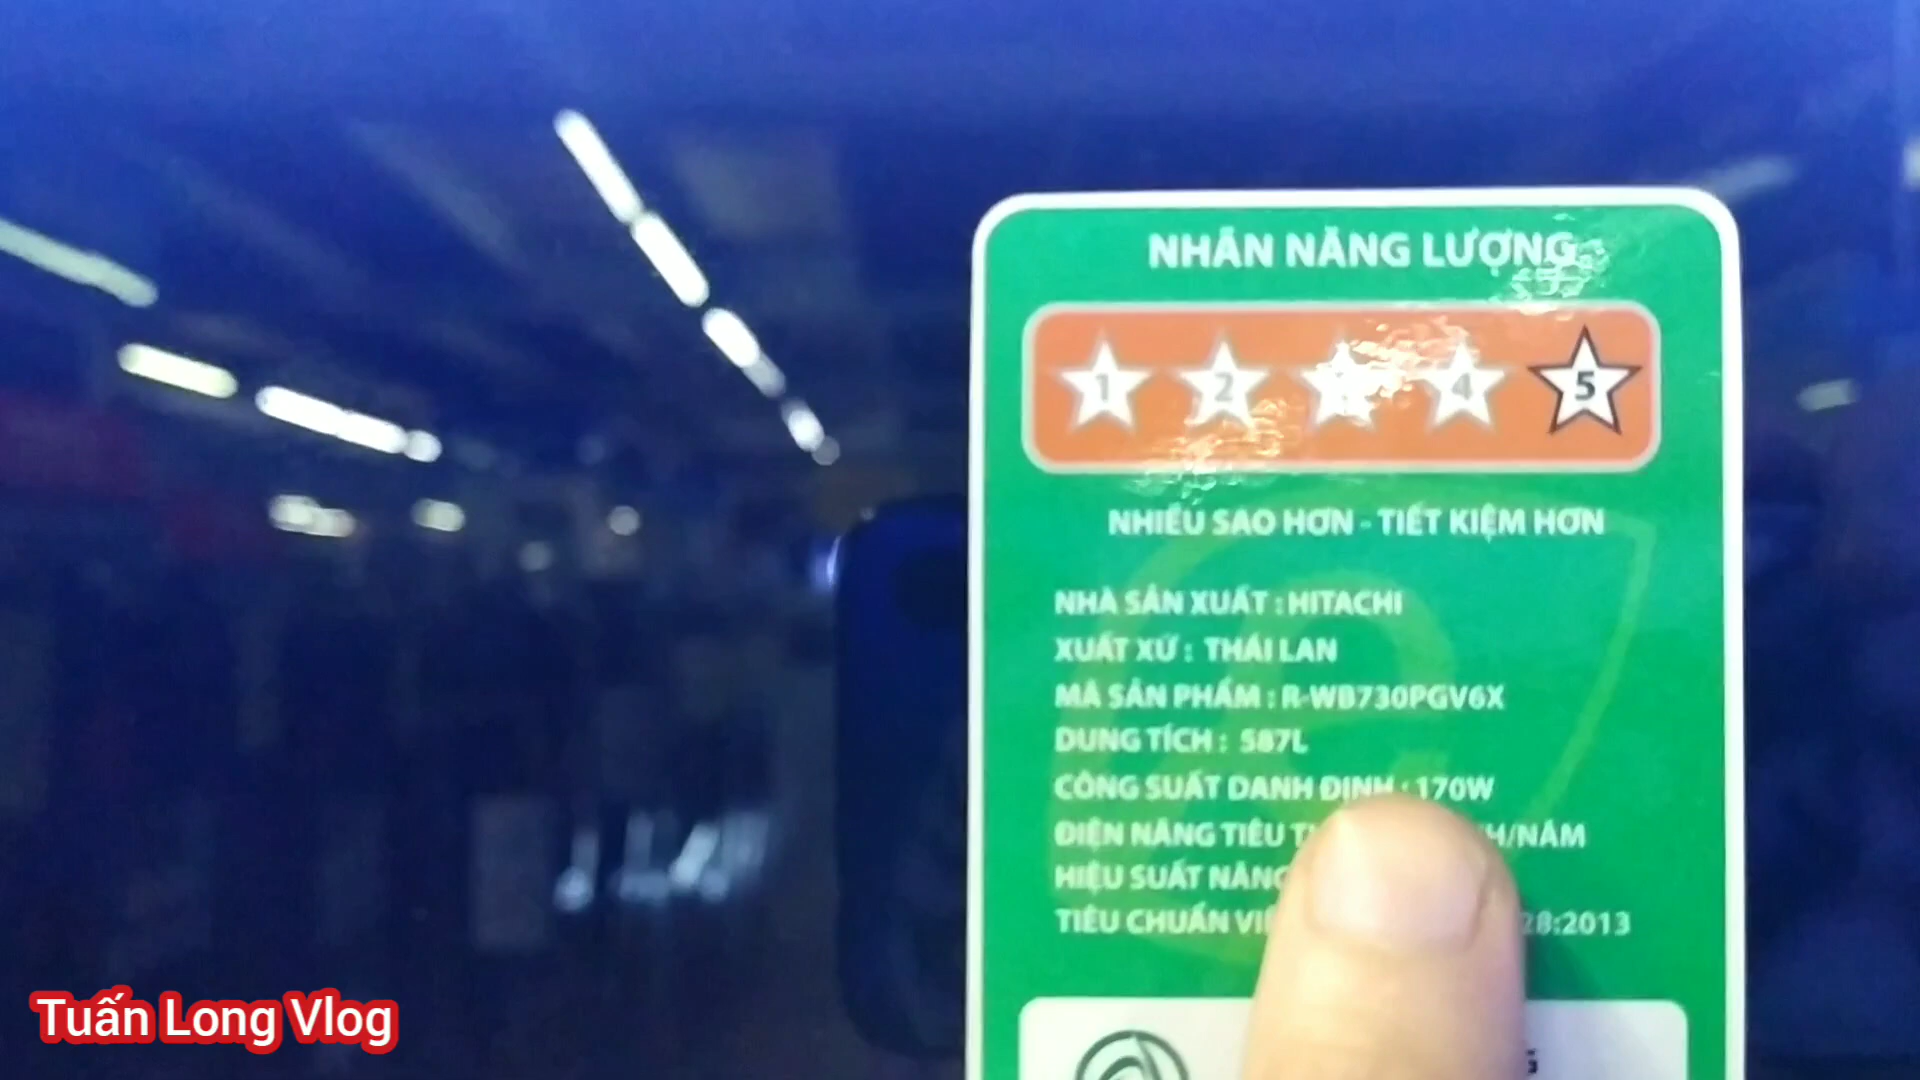 NHÃN NĂNG LƯỢNG
1 2 4 5
NHIỀU SAO HƠN - TIẾT KIỆM HƠN
NHÀ SẢN XUẤT : HITACHI
XUẤT XỨ : THÁI LAN
MÃ SẢN PHẨM : R-WB730PGV6X
DUNG TÍCH : 587L
CÔNG SUẤT DANH ĐỊNH : 170W
ĐIỆN NĂNG TIÊU H/NĂM
HIỆU SUẤT NĂNG
TIÊU CHUẨN 28:2013
Tuấn Long Vlog